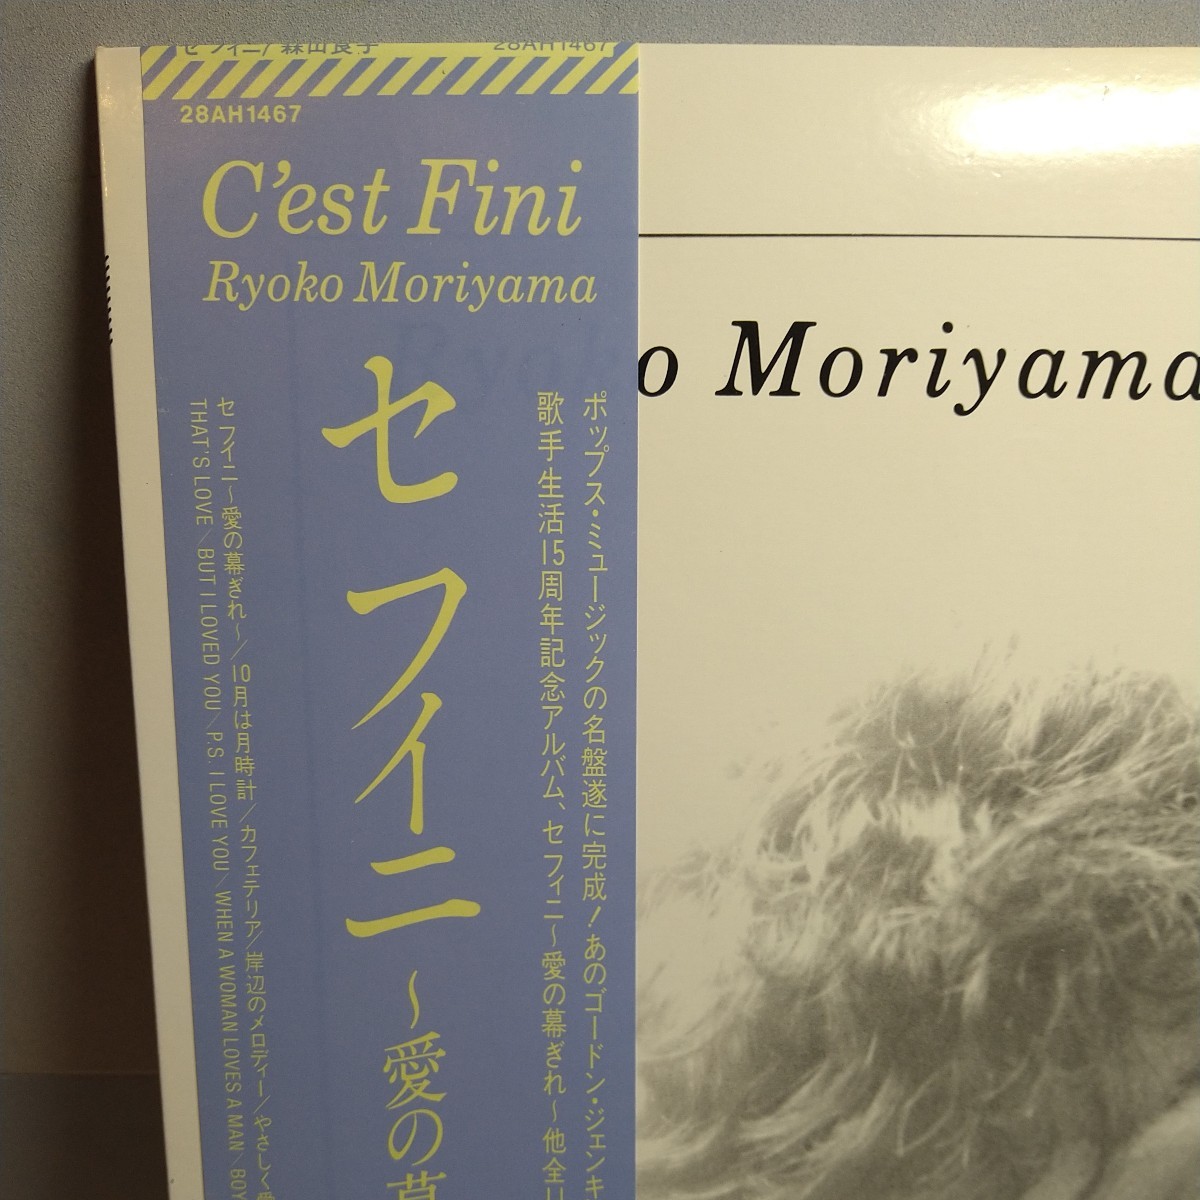 セ フィニ/森山良子 28AH1467
28AH1467
C'est Fini
Ryoko Moriyama
o Moriyama
ポップス・ミュージックの名盤遂に完成!あのゴードン・ジェンキ
歌手生活15周年記念アルバム、セ フィニ〜愛の幕ぎれ〜他全
セ フィニ
〜愛の幕
セ フィニ〜愛の幕ぎれ〜/10月は月時計/カフェテリア/岸辺のメロディー/やさしく愛
THAT'S LOVE/BUT I LOVED YOU/P.S. I LOVE YOU/WHEN A WOMAN LOVES A MAN/BOY